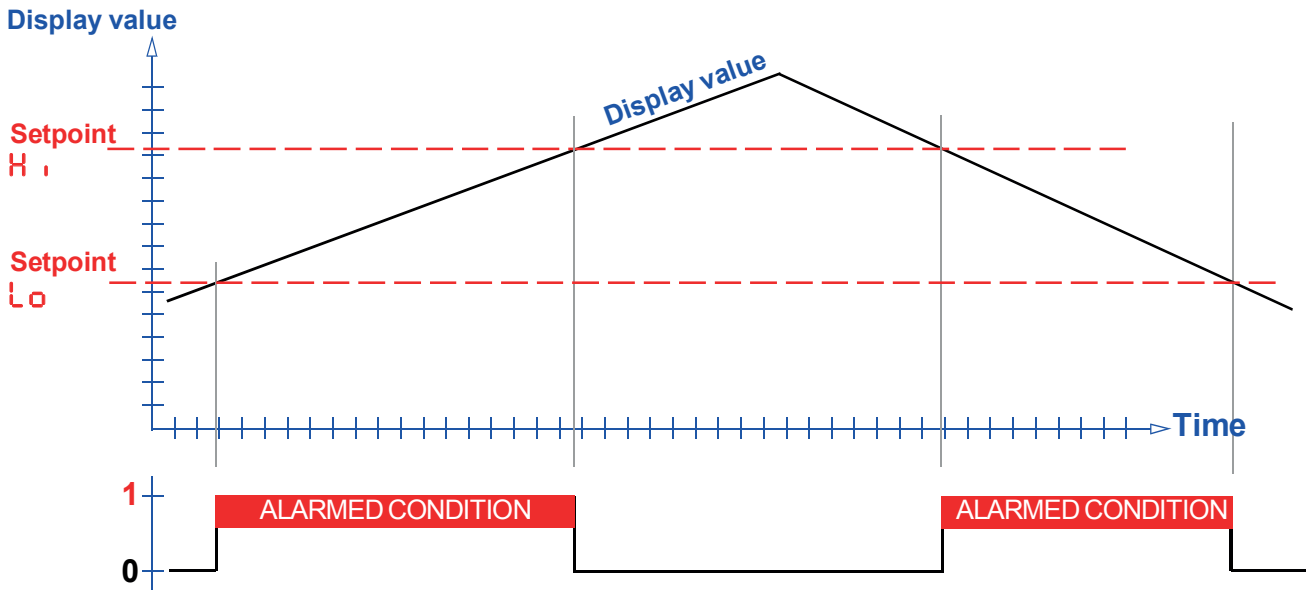 Display value
Display value
Setpoint
Hi
Setpoint
Lo
Time
1
ALARMED CONDITION
ALARMED CONDITION
0